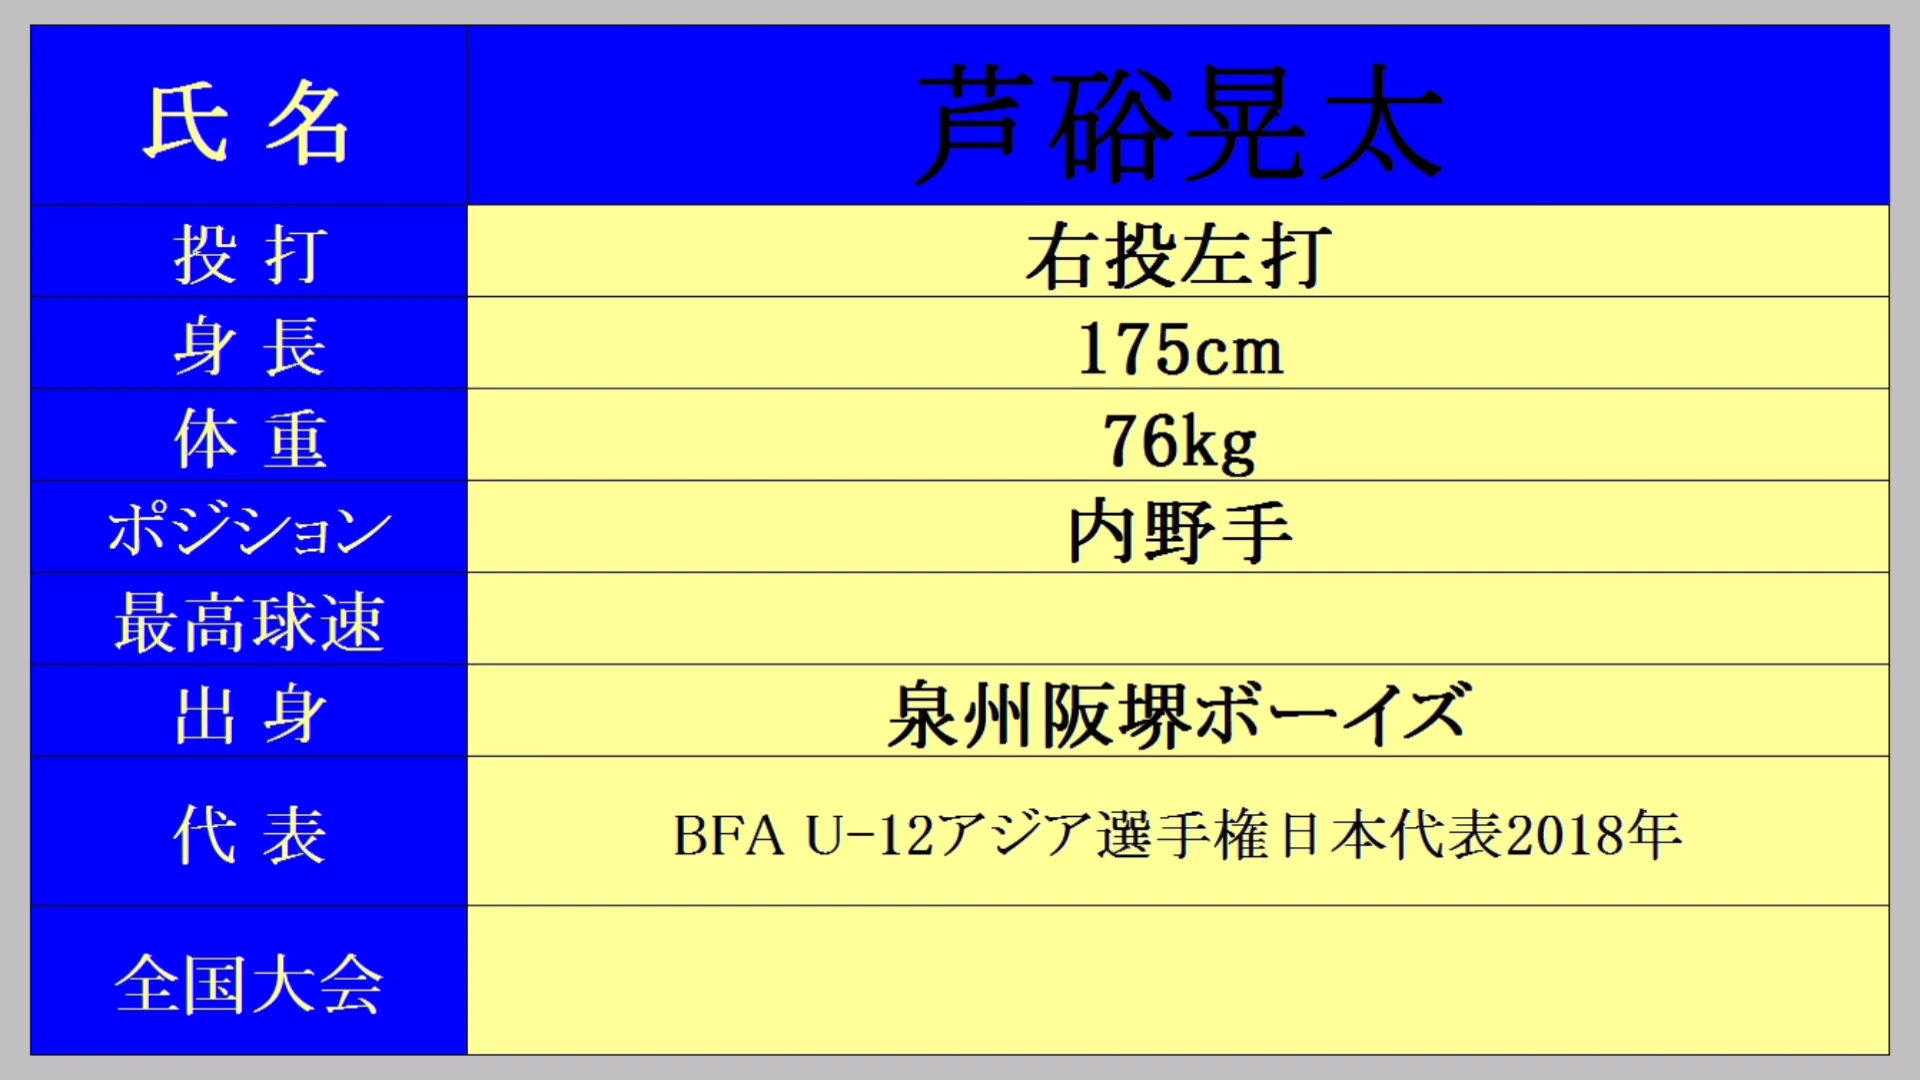 氏 名 芦硲晃太
投 打 右投左打
身 長 175cm
体 重 76kg
ポジション 内野手
最高球速
出 身 泉州阪堺ボーイズ
代 表 BFA U-12アジア選手権日本代表2018年
全国大会